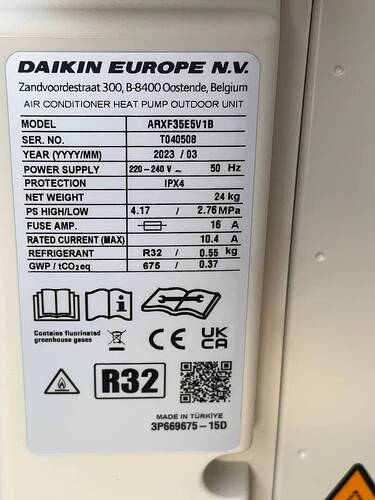 DAIKIN EUROPE N.V.
Zandvoordestraat 300, B-8400 Oostende, Belgium
AIR CONDITIONER HEAT PUMP OUTDOOR UNIT
MODEL ARXF35E5V1B
SER. NO. T040508
YEAR (YYYY/MM) 2023 / 03
POWER SUPPLY 220-240 V ~ 50 Hz
PROTECTION IPX4
NET WEIGHT 24 kg
PS HIGH/LOW 4.17 / 2.76 MPa
FUSE AMP. 16 A
RATED CURRENT (MAX) 10.4 A
REFRIGERANT R32 / 0.55 kg
GWP / tCO2eq 675 / 0.37
Contains fluorinated
greenhouse gases
CE
UK
CA
R32
MADE IN TÜRKİYE
3P669675-15D